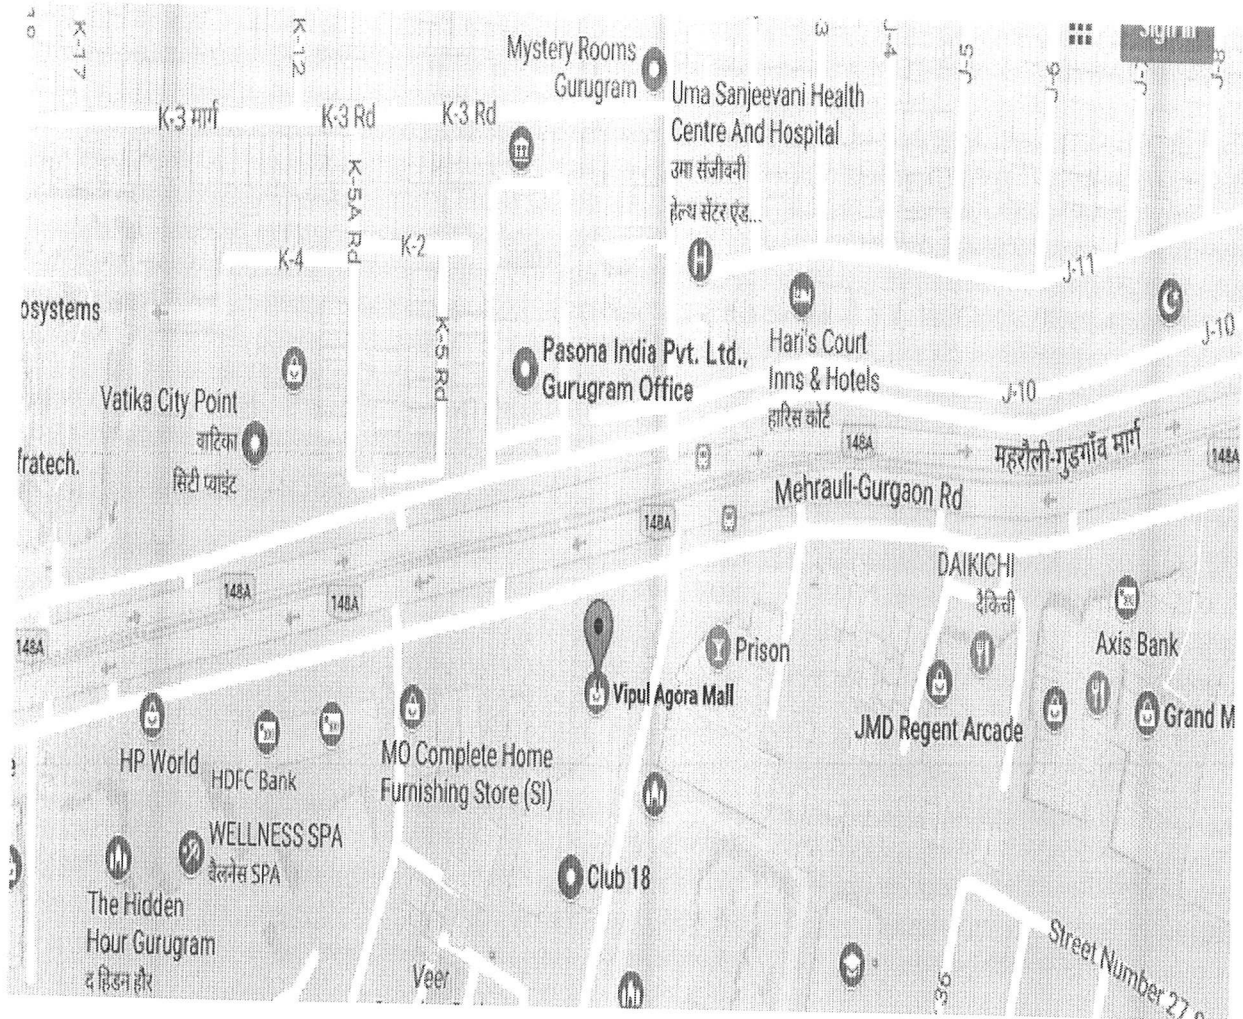 K-17
K-12
3
J-4
J-5
Sign in
Mystery Rooms
Gurugram
K-3 मार्ग
K-3 Rd
K-3 Rd
Uma Sanjeevani Health
Centre And Hospital
उमा संजीवनी
हेल्थ सेंटर एंड...
K-5A Rd
K-4
K-2
J-11
osystems
K-5 Rd
Pasona India Pvt. Ltd.,
Gurugram Office
Hari's Court
Inns & Hotels
हारिस कोर्ट
J-10
J-10
Vatika City Point
वाटिका
सिटी प्वाइंट
fratech.
148A
महरौली-गुड़गाँव मार्ग
148A
Mehrauli-Gurgaon Rd
148A
148A
148A
148A
DAIKICHI
दैकिची
Axis Bank
Prison
Vipul Agora Mall
JMD Regent Arcade
Grand M
HP World
HDFC Bank
MO Complete Home
Furnishing Store (SI)
WELLNESS SPA
वैलनेस SPA
Club 18
The Hidden
Hour Gurugram
द हिडन हौर
Veer
36
Street Number 27